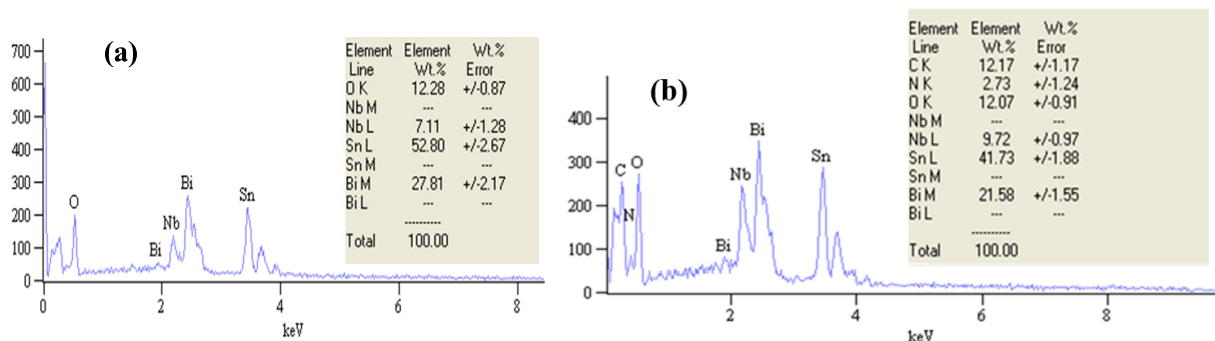 (a)
700
600
500
400
300
200
100
0
O
Bi
Nb
Bi
Sn
0 2 4 6 8
keV
Element Element Wt.%
Line Wt.% Error
O K 12.28 +/-0.87
Nb M --- ---
Nb L 7.11 +/-1.28
Sn L 52.80 +/-2.67
Sn M --- ---
Bi M 27.81 +/-2.17
Bi L --- ---
----------
Total 100.00
(b)
400
300
200
100
0
C
N
O
Bi
Nb
Bi
Sn
2 4 6 8
keV
Element Element Wt.%
Line Wt.% Error
C K 12.17 +/-1.17
N K 2.73 +/-1.24
O K 12.07 +/-0.91
Nb M --- ---
Nb L 9.72 +/-0.97
Sn L 41.73 +/-1.88
Sn M --- ---
Bi M 21.58 +/-1.55
Bi L --- ---
----------
Total 100.00